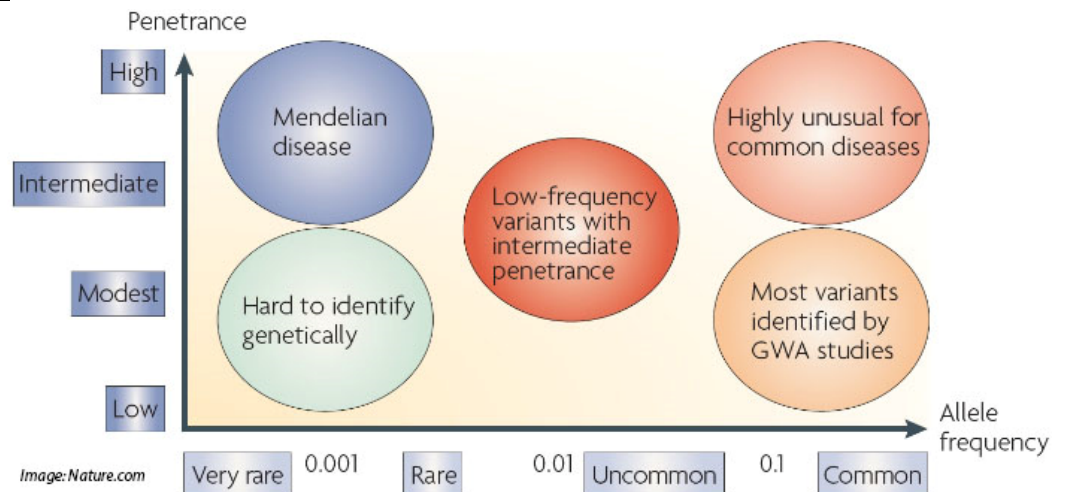 Penetrance
High
Mendelian
disease
Highly unusual for
common diseases
Intermediate
Low-frequency
variants with
intermediate
penetrance
Modest
Hard to identify
genetically
Most variants
identified by
GWA studies
Low
Allele
frequency
Very rare 0.001 Rare 0.01 Uncommon 0.1 Common
Image: Nature.com